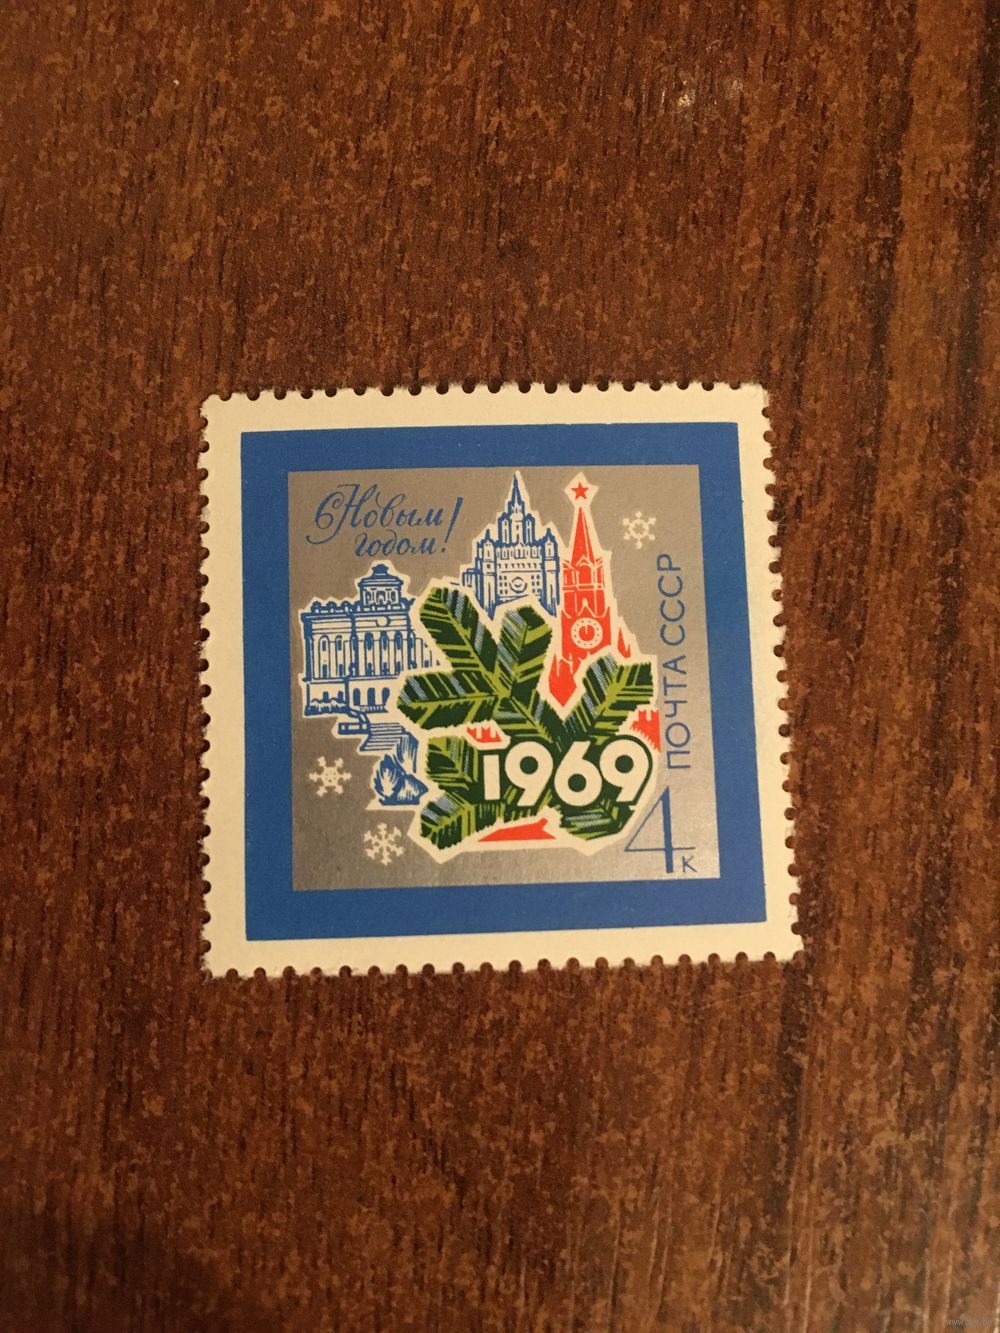 с Новым
годом!
ПОЧТА СССР
1969
4к